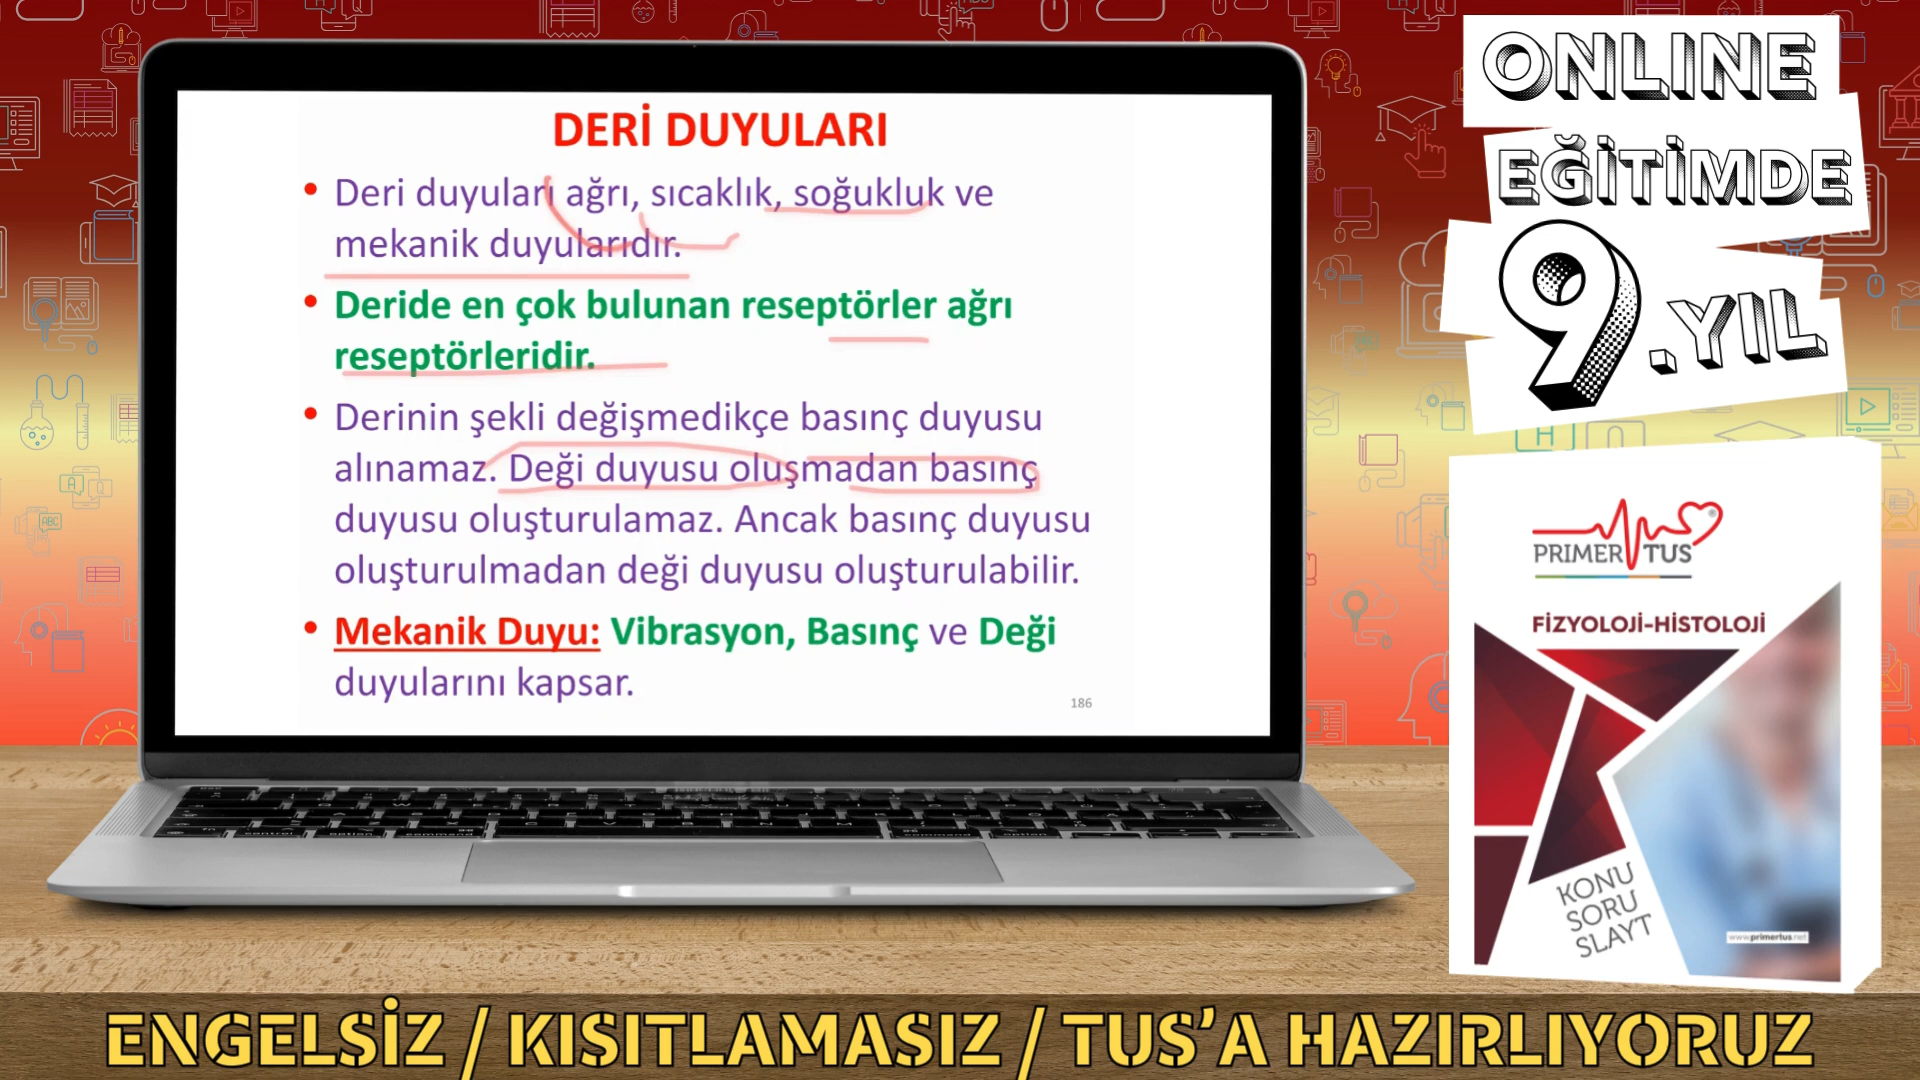 DERİ DUYULARI
• Deri duyuları ağrı, sıcaklık, soğukluk ve
mekanik duyularıdır.
• Deride en çok bulunan reseptörler ağrı
reseptörleridir.
• Derinin şekli değişmedikçe basınç duyusu
alınamaz. Deği duyusu oluşmadan basınç
duyusu oluşturulamaz. Ancak basınç duyusu
oluşturulmadan deği duyusu oluşturulabilir.
• Mekanik Duyu: Vibrasyon, Basınç ve Deği
duyularını kapsar.
186
ONLINE
EĞİTİMDE
9.YIL
PRIMER TUS
FİZYOLOJİ-HİSTOLOJİ
KONU
SORU
SLAYT
www.primertus.net
ENGELSİZ / KISITLAMASIZ / TUS'A HAZIRLIYORUZ